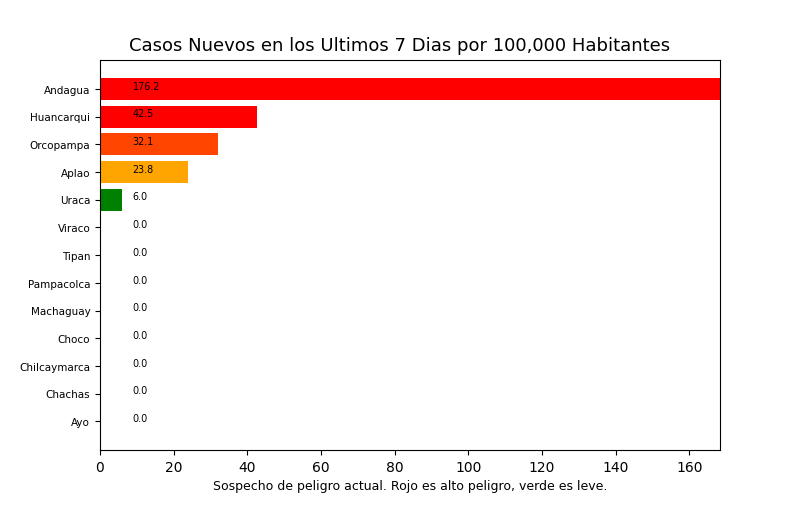 Casos Nuevos en los Ultimos 7 Dias por 100,000 Habitantes
Andagua 176.2
Huancarqui 42.5
Orcopampa 32.1
Aplao 23.8
Uraca 6.0
Viraco 0.0
Tipan 0.0
Pampacolca 0.0
Machaguay 0.0
Choco 0.0
Chilcaymarca 0.0
Chachas 0.0
Ayo 0.0
0 20 40 60 80 100 120 140 160
Sospecho de peligro actual. Rojo es alto peligro, verde es leve.